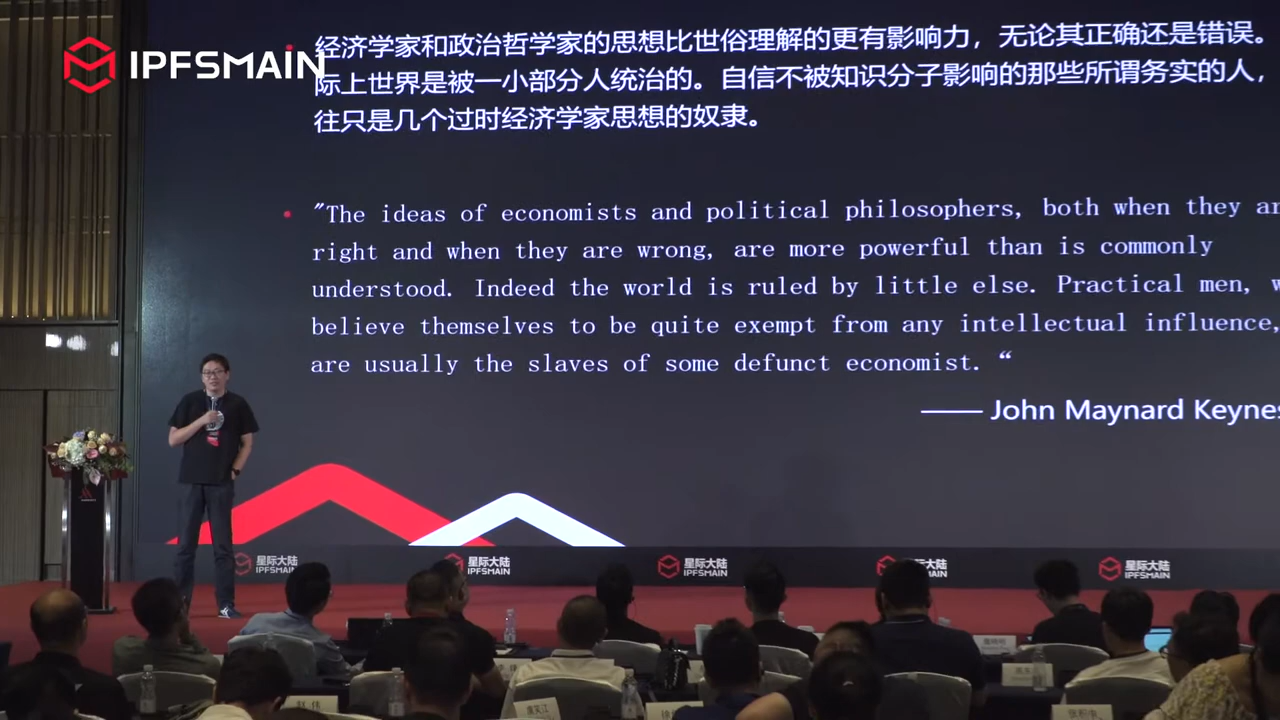 IPFSMAIN
经济学家和政治哲学家的思想比世俗理解的更有影响力，无论其正确还是错误。
际上世界是被一小部分人统治的。自信不被知识分子影响的那些所谓务实的人，
往只是几个过时经济学家思想的奴隶。
"The ideas of economists and political philosophers, both when they ar
right and when they are wrong, are more powerful than is commonly
understood. Indeed the world is ruled by little else. Practical men, w
believe themselves to be quite exempt from any intellectual influence,
are usually the slaves of some defunct economist. “
—— John Maynard Keynes
星际大陆
IPFSMAIN
星际大陆
IPFSMAIN
星际大陆
IPFSMAIN
星际大陆
MAIN
星际大陆
IPFSMAIN